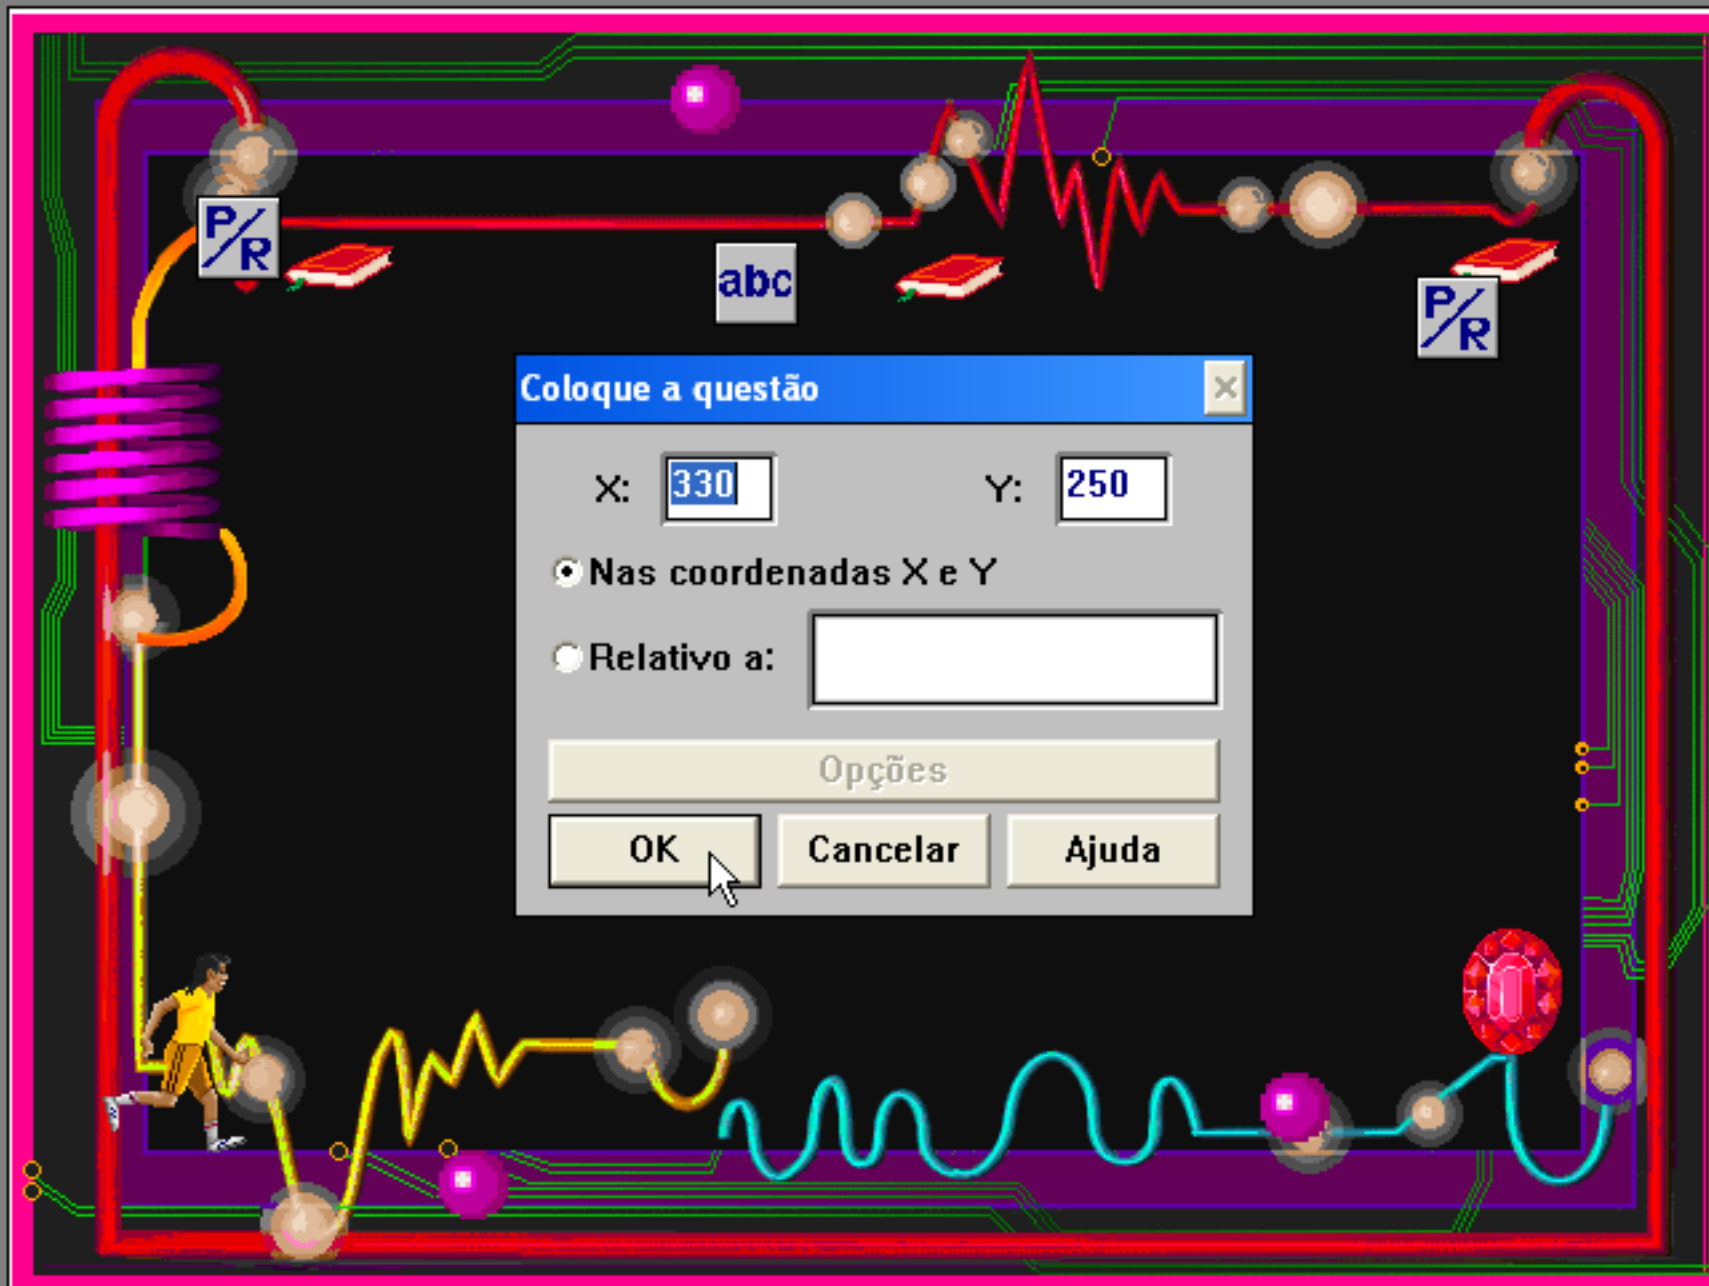 P/R
abc
P/R
Coloque a questão
X: 330 Y: 250
Nas coordenadas X e Y
Relativo a:
Opções
OK Cancelar Ajuda